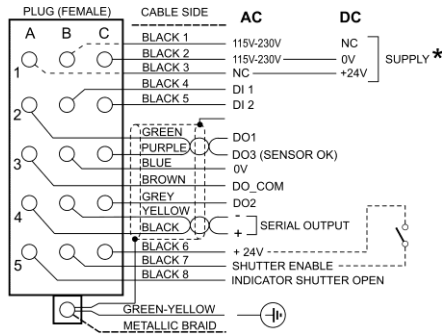 PLUG (FEMALE) CABLE SIDE AC DC
A B C
BLACK 1 115V-230V NC
BLACK 2 115V-230V 0V SUPPLY *
1 BLACK 3 NC +24V
BLACK 4 DI 1
2 BLACK 5 DI 2
GREEN DO1
PURPLE DO3 (SENSOR OK)
3 BLUE 0V
BROWN DO_COM
GREY DO2
4 YELLOW - SERIAL OUTPUT
BLACK +
5 BLACK 6 + 24V
BLACK 7 SHUTTER ENABLE
BLACK 8 INDICATOR SHUTTER OPEN
GREEN-YELLOW
METALLIC BRAID